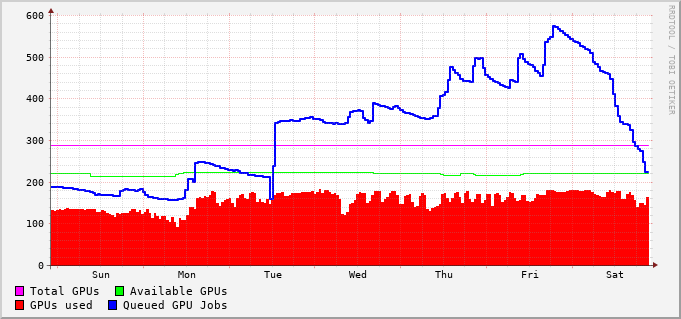 600
500
400
300
200
100
0
Sun Mon Tue Wed Thu Fri Sat
Total GPUs Available GPUs
GPUs used Queued GPU Jobs
RRDTOOL / TOBI OETIKER